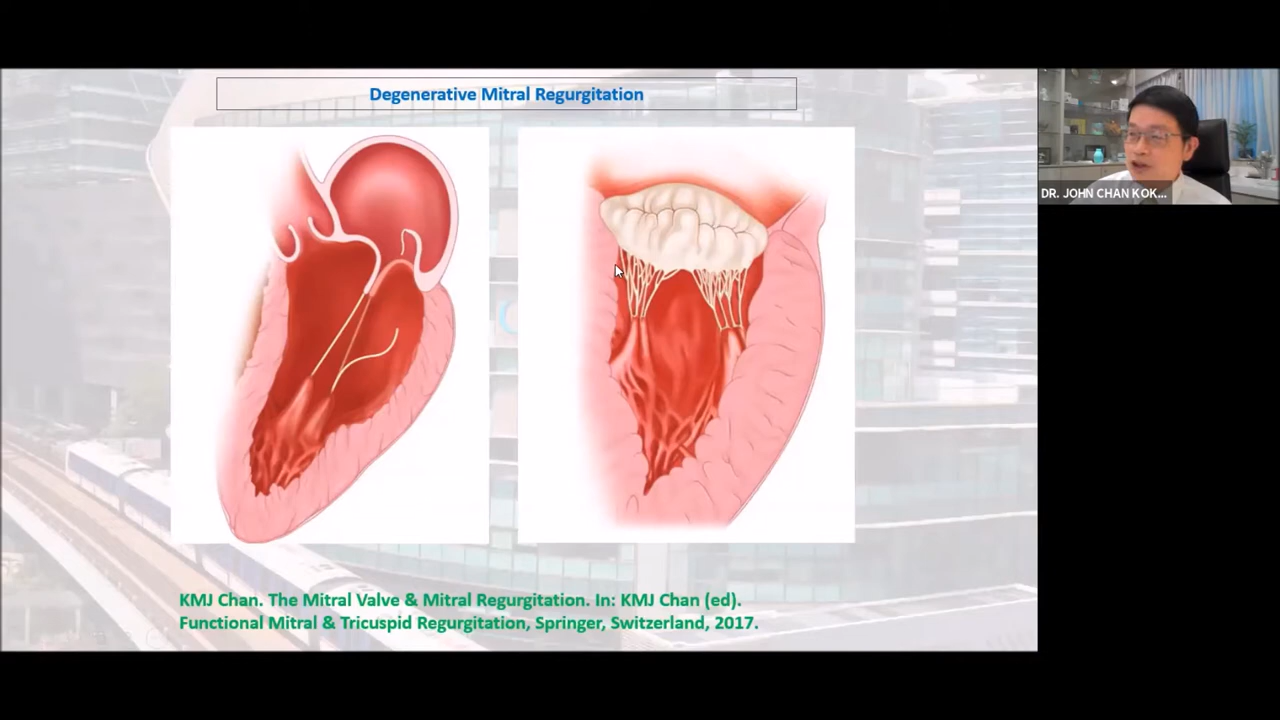 Degenerative Mitral Regurgitation
DR. JOHN CHAN KOK...
KMJ Chan. The Mitral Valve & Mitral Regurgitation. In: KMJ Chan (ed).
Functional Mitral & Tricuspid Regurgitation, Springer, Switzerland, 2017.